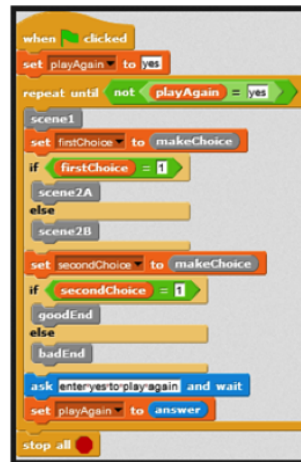 when clicked
set playAgain to yes
repeat until not playAgain = yes
scene1
set firstChoice to makeChoice
if firstChoice = 1
scene2A
else
scene2B
set secondChoice to makeChoice
if secondChoice = 1
goodEnd
else
badEnd
ask enter·yes·to·play·again and wait
set playAgain to answer
stop all